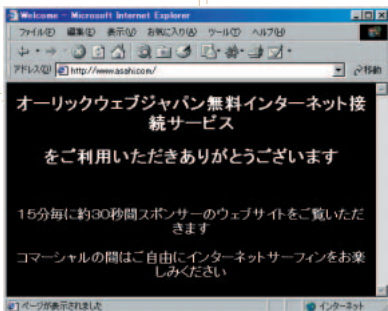 Welcome - Microsoft Internet Explorer
ファイル(F) 編集(E) 表示(V) お気に入り(A) ツール(T) ヘルプ(H)
アドレス(D) http://www.asahi.com/ 移動
オーリックウェブジャパン無料インターネット接
続サービス
をご利用いただきありがとうございます
15分毎に約30秒間スポンサーのウェブサイトをご覧いただ
きます
コマーシャルの間はご自由にインターネットサーフィンをお楽
しみください
ページが表示されました インターネット